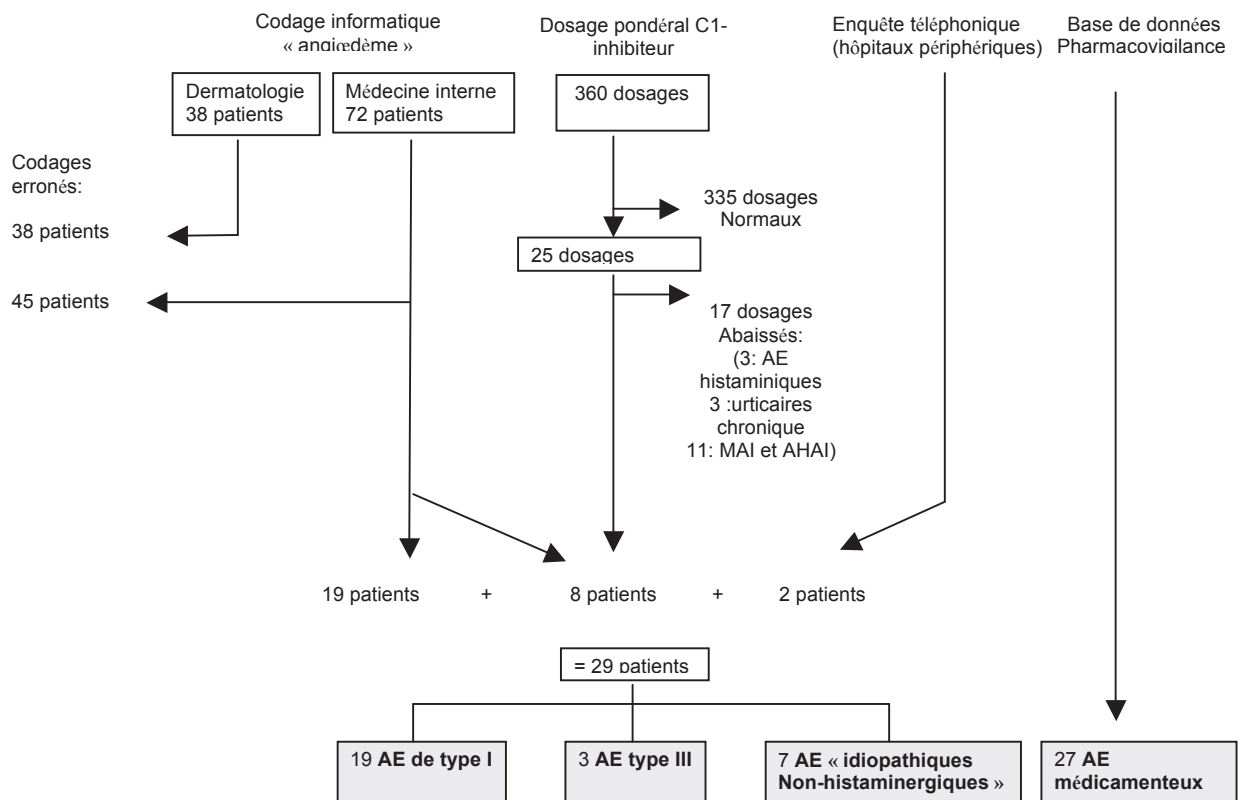 Codage informatique
« angiœdème »
Dosage pondéral C1-
inhibiteur
Enquête téléphonique
(hôpitaux périphériques)
Base de données
Pharmacovigilance
Dermatologie
38 patients
Médecine interne
72 patients
360 dosages
Codages
erronés:
38 patients
335 dosages
Normaux
25 dosages
45 patients
17 dosages
Abaissés:
(3: AE
histaminiques
3 :urticaires
chronique
11: MAI et AHAI)
19 patients + 8 patients + 2 patients
= 29 patients
19 AE de type I
3 AE type III
7 AE « idiopathiques
Non-histaminergiques »
27 AE
médicamenteux